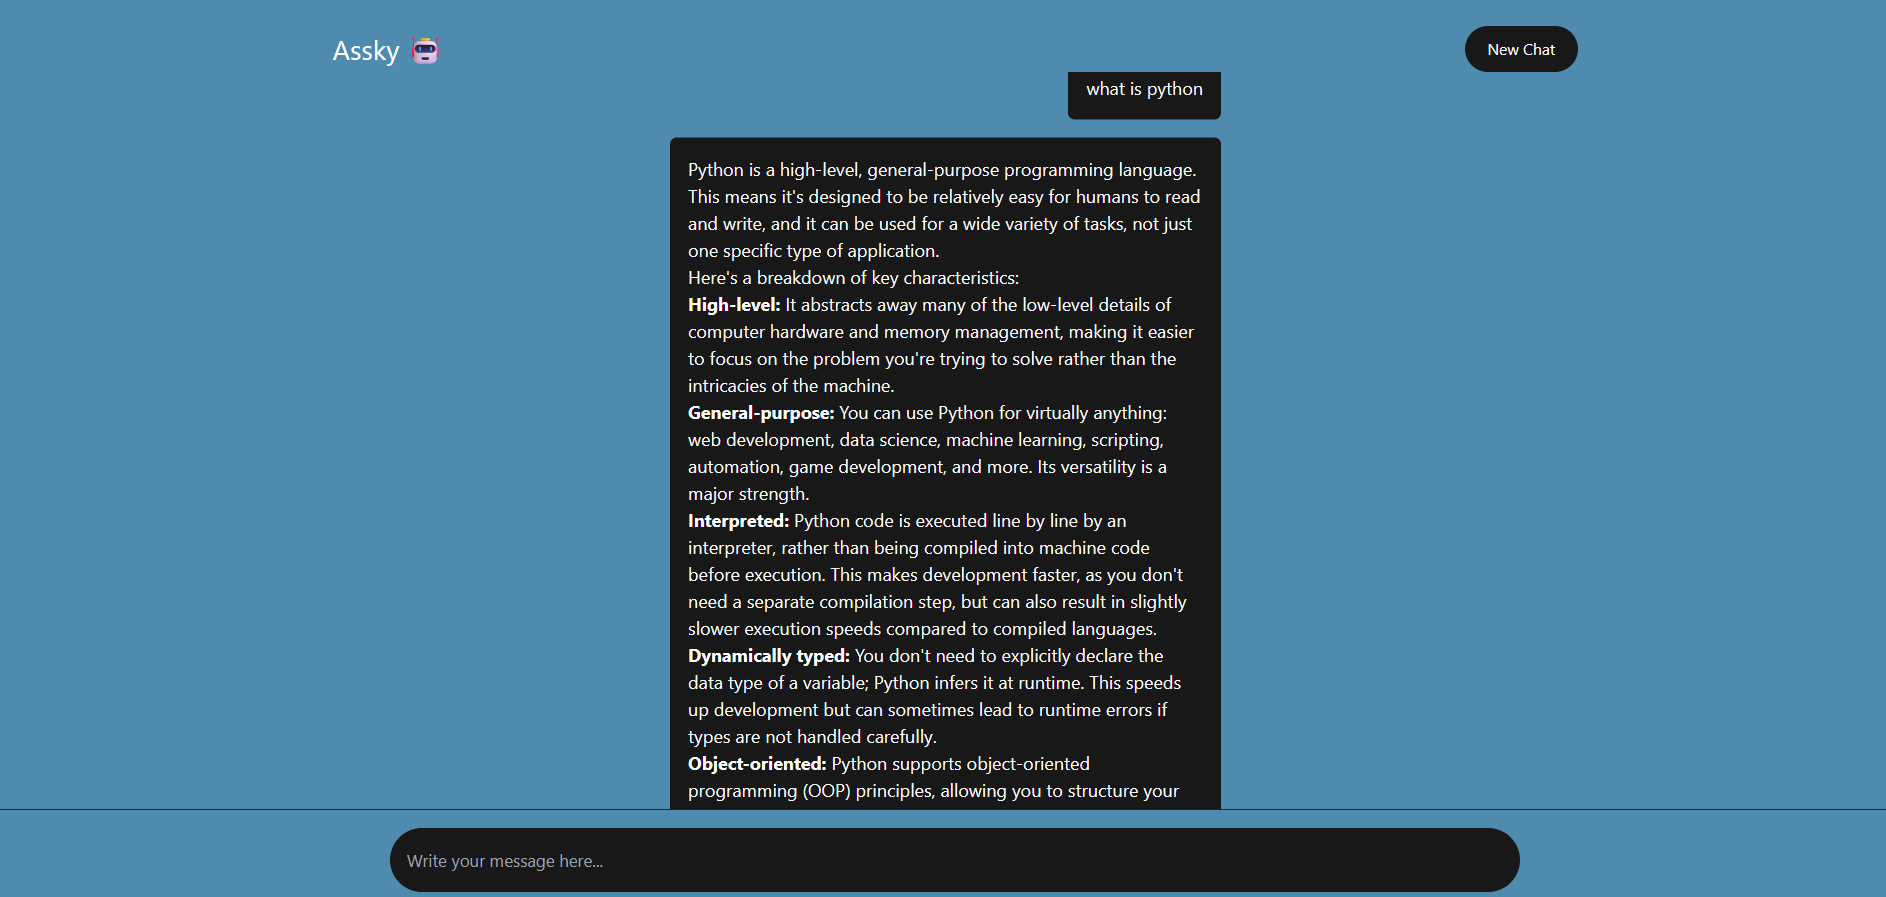 Assky
New Chat
what is python
Python is a high-level, general-purpose programming language.
This means it's designed to be relatively easy for humans to read
and write, and it can be used for a wide variety of tasks, not just
one specific type of application.
Here's a breakdown of key characteristics:
High-level: It abstracts away many of the low-level details of
computer hardware and memory management, making it easier
to focus on the problem you're trying to solve rather than the
intricacies of the machine.
General-purpose: You can use Python for virtually anything:
web development, data science, machine learning, scripting,
automation, game development, and more. Its versatility is a
major strength.
Interpreted: Python code is executed line by line by an
interpreter, rather than being compiled into machine code
before execution. This makes development faster, as you don't
need a separate compilation step, but can also result in slightly
slower execution speeds compared to compiled languages.
Dynamically typed: You don't need to explicitly declare the
data type of a variable; Python infers it at runtime. This speeds
up development but can sometimes lead to runtime errors if
types are not handled carefully.
Object-oriented: Python supports object-oriented
programming (OOP) principles, allowing you to structure your
Write your message here...